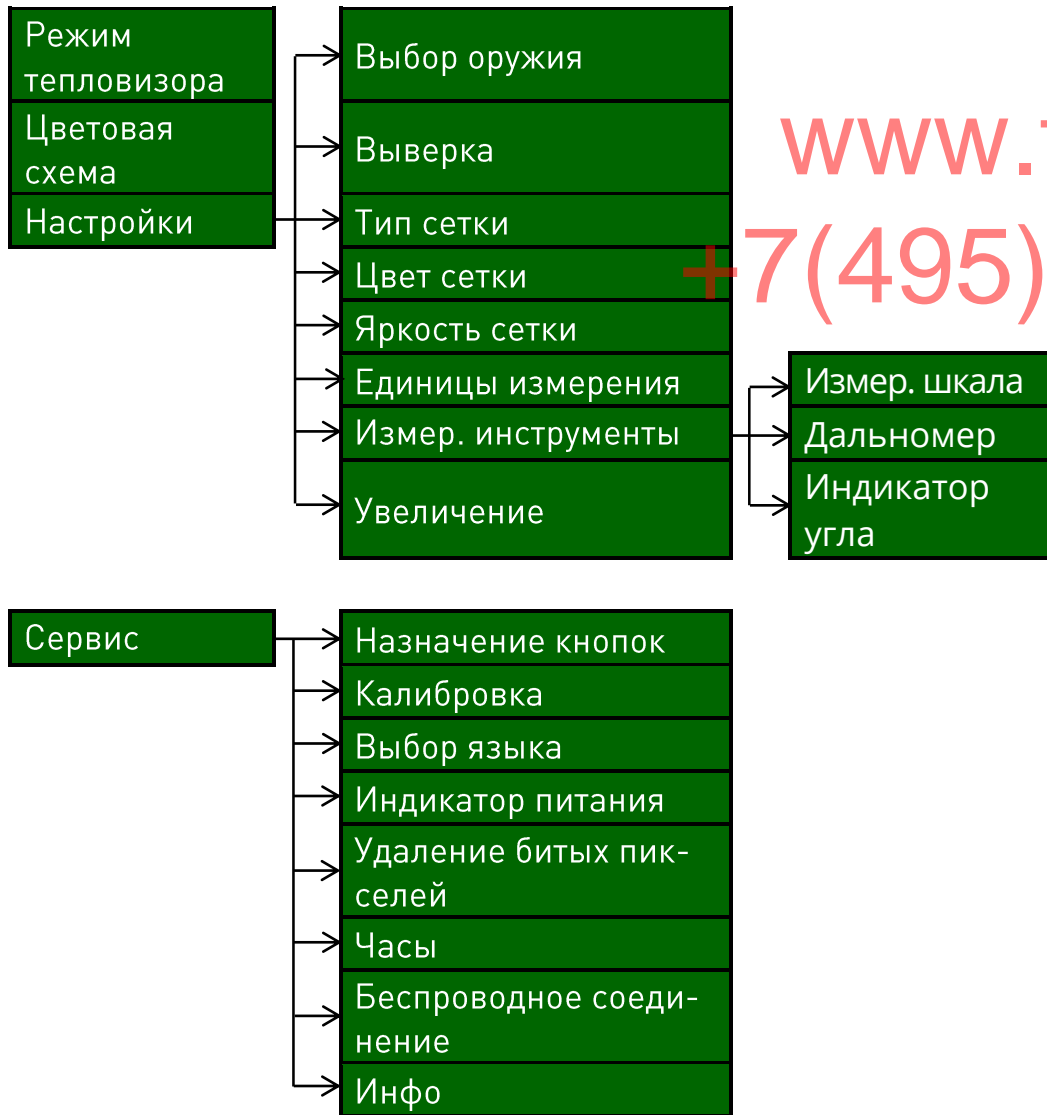 Режим
тепловизора
Цветовая
схема
Настройки
Выбор оружия
Выверка
Тип сетки
Цвет сетки
Яркость сетки
Единицы измерения
Измер. инструменты
Увеличение
Измер. шкала
Дальномер
Индикатор
угла
www.
+7(495)
Сервис
Назначение кнопок
Калибровка
Выбор языка
Индикатор питания
Удаление битых пик-
селей
Часы
Беспроводное соеди-
нение
Инфо